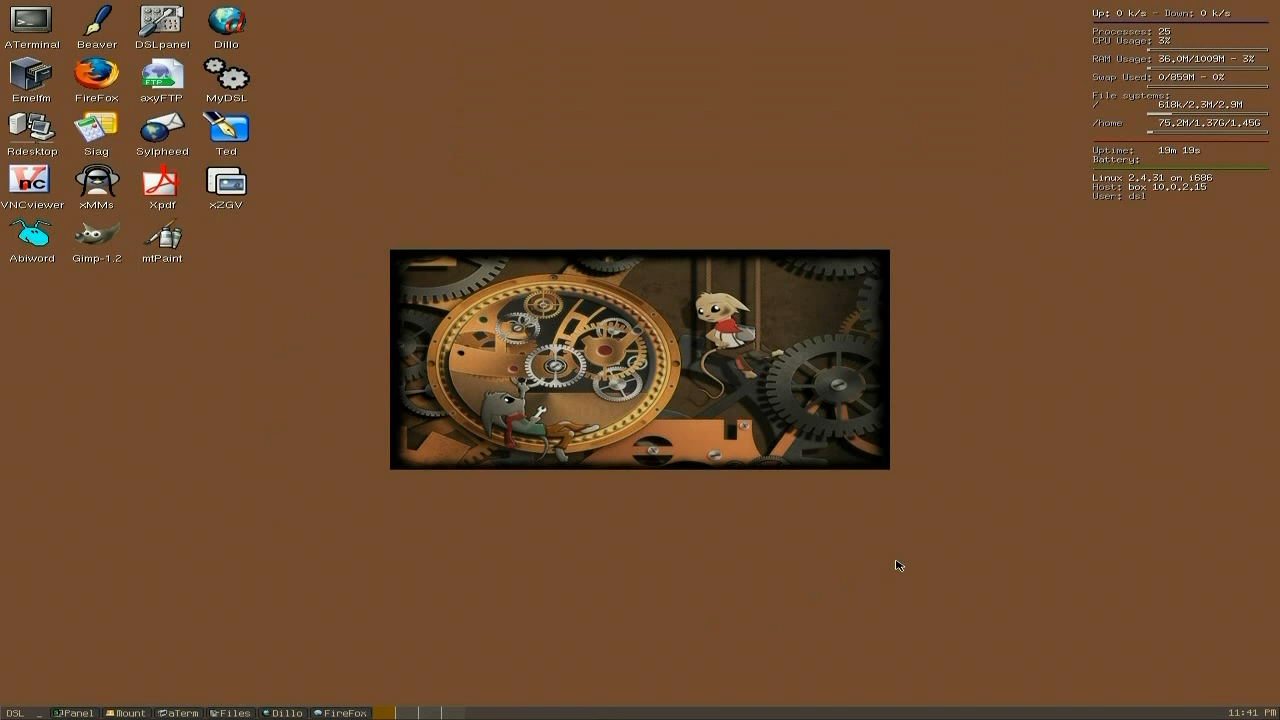 ATerminal Beaver DSLpanel Dillo
Emelfm FireFox axyFTP MyDSL
FTP
Rdesktop Siag Sylpheed Ted
VNCviewer xMMs Xpdf xZGV
Abiword Gimp-1.2 mtPaint
Up: 0 k/s - Down: 0 k/s
Processes: 25
CPU Usage: 3%
RAM Usage: 36.0M/1009M - 3%
Swap Used: 0/859M - 0%
File systems:
/ 618k/2.3M/2.9M
/home 75.2M/1.37G/1.45G
Uptime: 19m 19s
Battery:
Linux 2.4.31 on i686
Host: box 10.0.2.15
User: dsl
DSL _ Panel Mount aTerm Files Dillo FireFox 11:41 PM